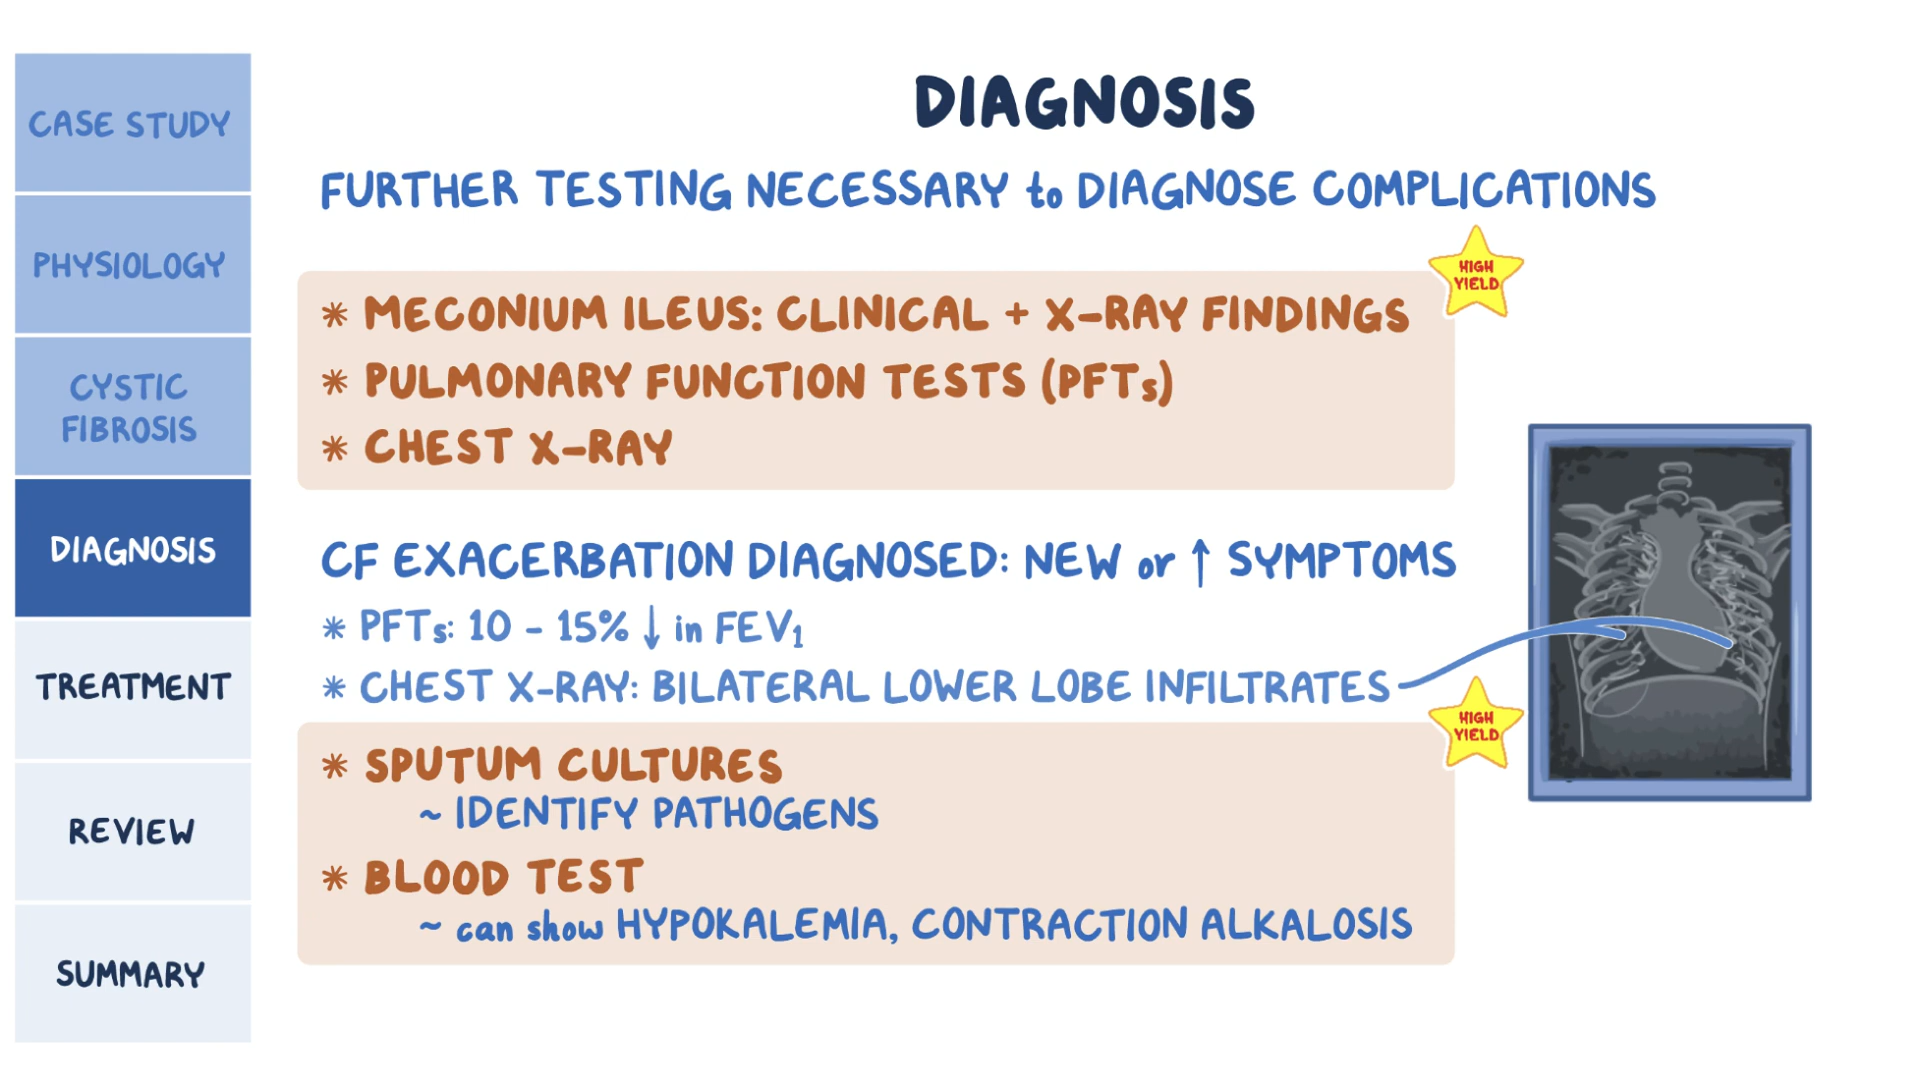 CASE STUDY
PHYSIOLOGY
CYSTIC
FIBROSIS
DIAGNOSIS
TREATMENT
REVIEW
SUMMARY
DIAGNOSIS
FURTHER TESTING NECESSARY to DIAGNOSE COMPLICATIONS
HIGH
YIELD
* MECONIUM ILEUS: CLINICAL + X-RAY FINDINGS
* PULMONARY FUNCTION TESTS (PFTs)
* CHEST X-RAY
CF EXACERBATION DIAGNOSED: NEW or ↑ SYMPTOMS
* PFTs: 10 - 15% ↓ in FEV₁
* CHEST X-RAY: BILATERAL LOWER LOBE INFILTRATES
HIGH
YIELD
* SPUTUM CULTURES
~ IDENTIFY PATHOGENS
* BLOOD TEST
~ can show HYPOKALEMIA, CONTRACTION ALKALOSIS